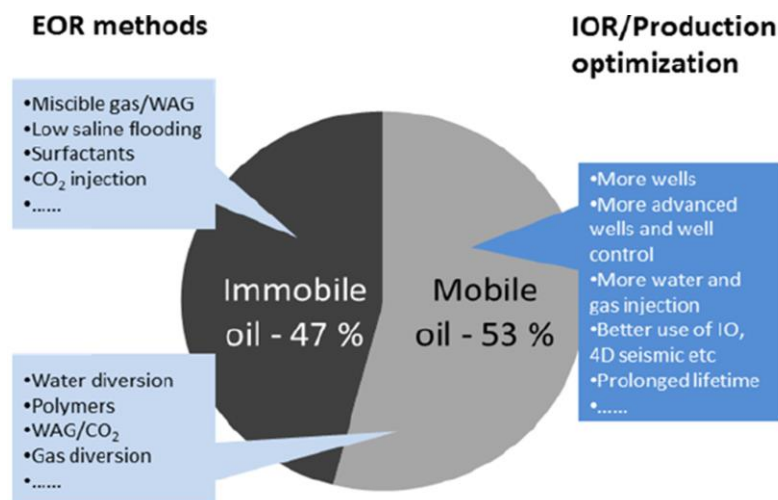 EOR methods
•Miscible gas/WAG
•Low saline flooding
•Surfactants
•CO₂ injection
•......
Immobile
oil - 47 %
•Water diversion
•Polymers
•WAG/CO₂
•Gas diversion
•......
IOR/Production
optimization
•More wells
•More advanced
wells and well
control
•More water and
gas injection
•Better use of IO,
4D seismic etc
•Prolonged lifetime
•......
Mobile
oil - 53 %